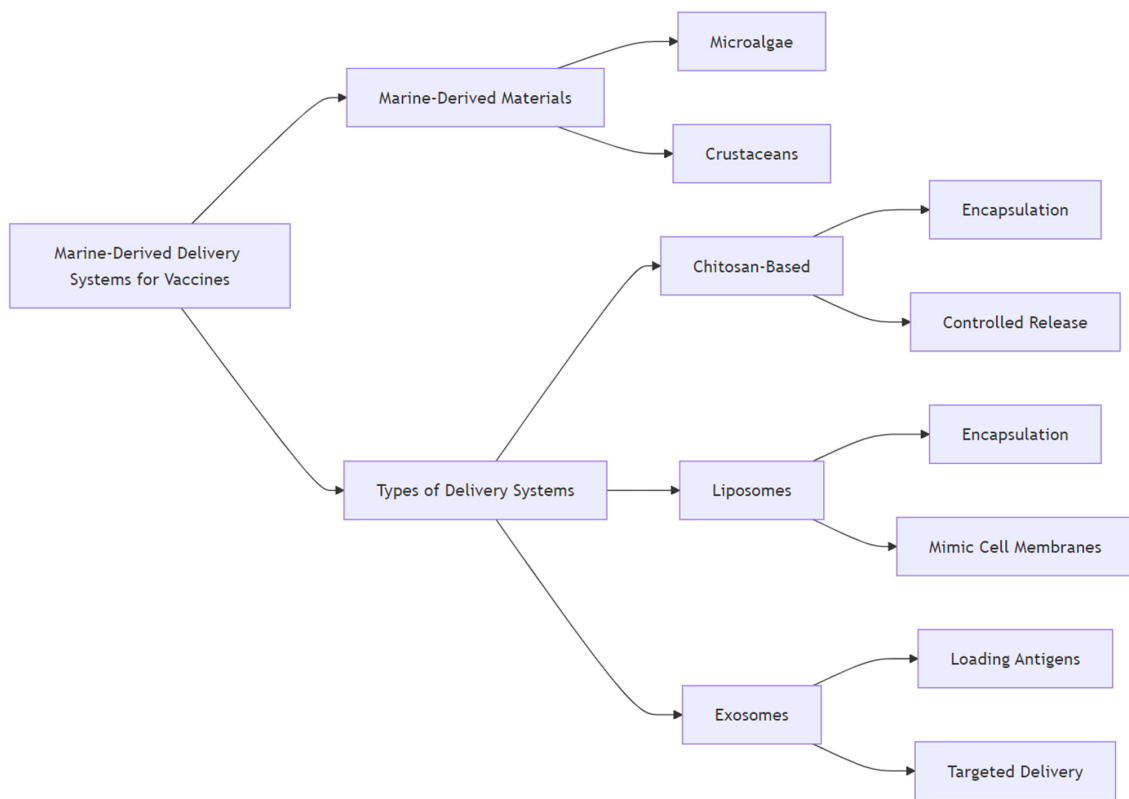 Microalgae
Marine-Derived Materials
Crustaceans
Encapsulation
Marine-Derived Delivery
Systems for Vaccines
Chitosan-Based
Controlled Release
Encapsulation
Types of Delivery Systems
Liposomes
Mimic Cell Membranes
Loading Antigens
Exosomes
Targeted Delivery